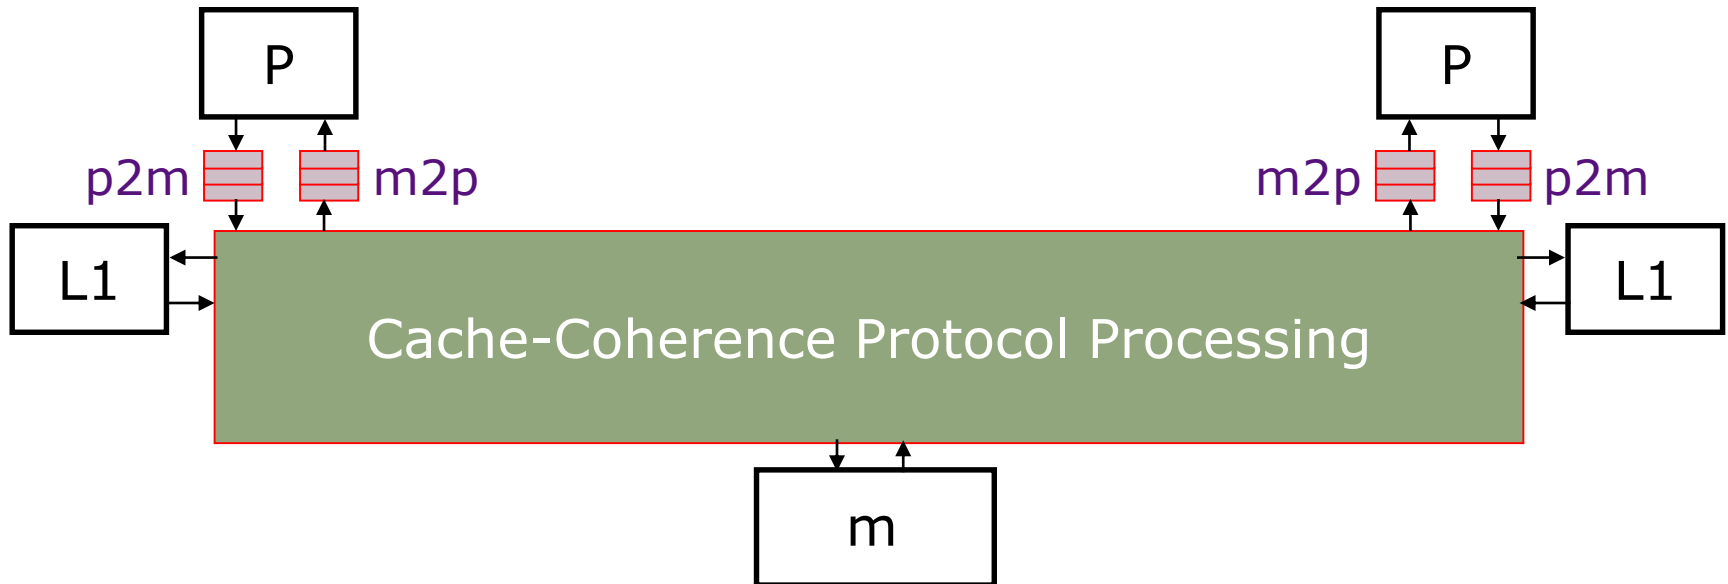 P
P
p2m
m2p
m2p
p2m
L1
L1
Cache-Coherence Protocol Processing
m